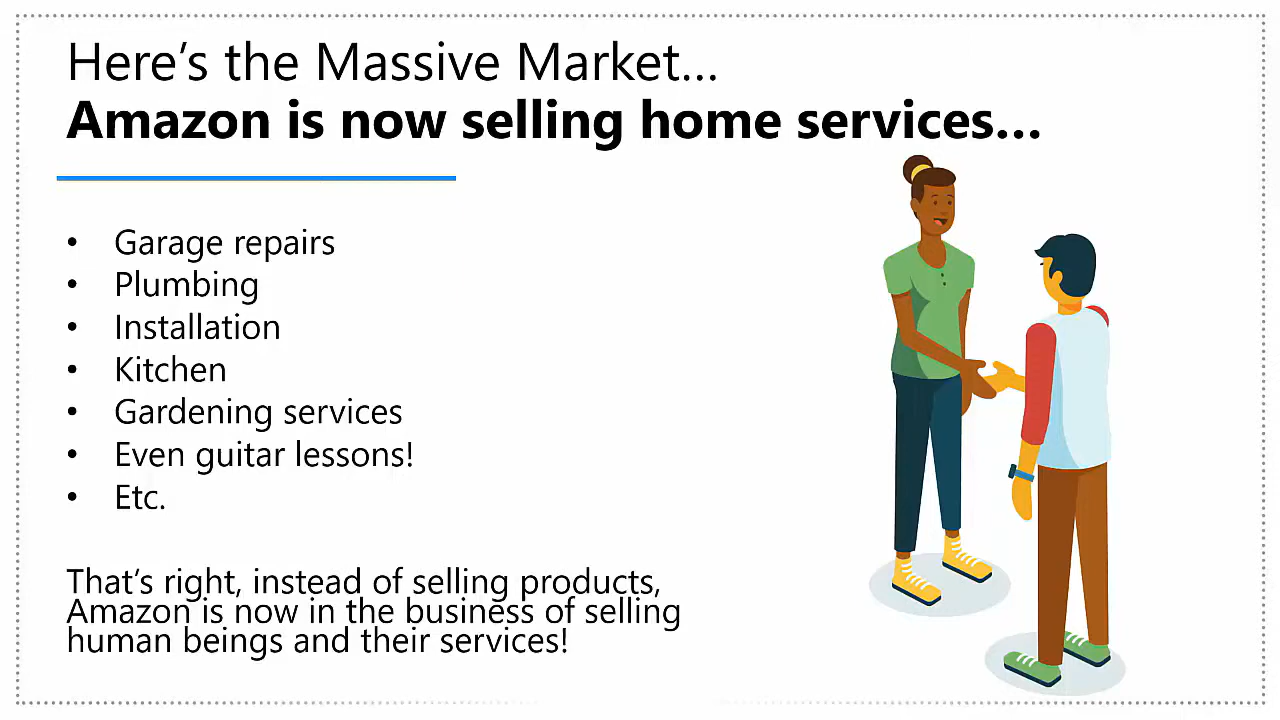 Here’s the Massive Market...
Amazon is now selling home services...
• Garage repairs
• Plumbing
• Installation
• Kitchen
• Gardening services
• Even guitar lessons!
• Etc.
That’s right, instead of selling products,
Amazon is now in the business of selling
human beings and their services!